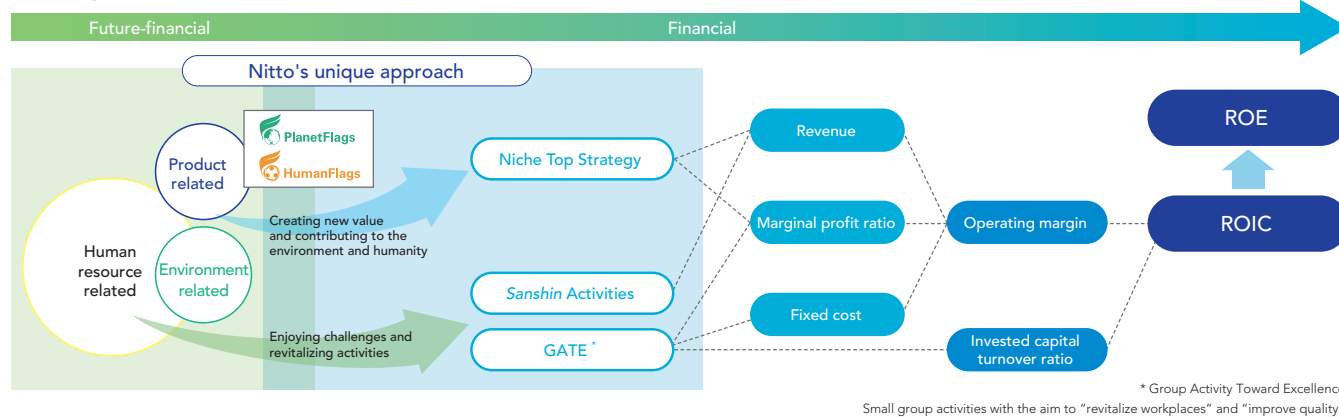 Future-financial
Financial
Nitto's unique approach
PlanetFlags
HumanFlags
Product
related
Human
resource
related
Environment
related
Creating new value
and contributing to the
environment and humanity
Enjoying challenges and
revitalizing activities
Niche Top Strategy
Sanshin Activities
GATE *
Revenue
Marginal profit ratio
Fixed cost
Operating margin
Invested capital
turnover ratio
ROE
ROIC
* Group Activity Toward Excellence
Small group activities with the aim to “revitalize workplaces” and “improve quality